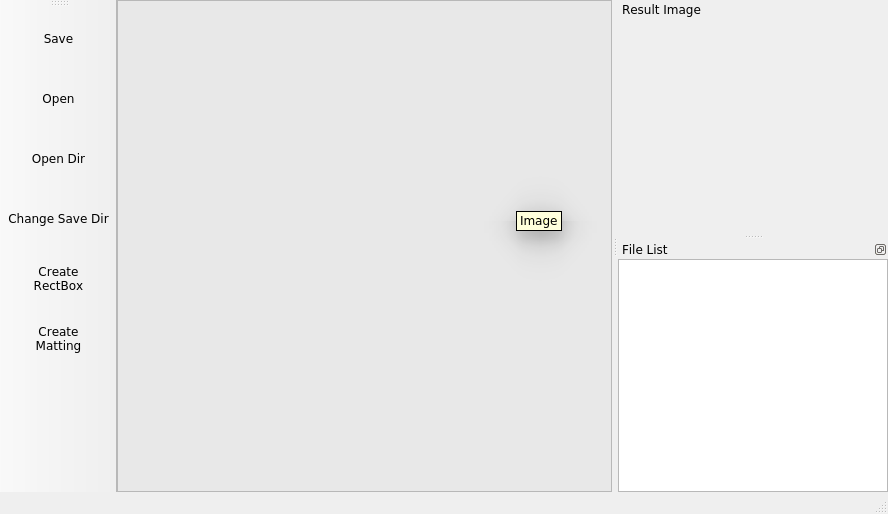 Save
Open
Open Dir
Change Save Dir
Create
RectBox
Create
Matting
Image
Result Image
File List